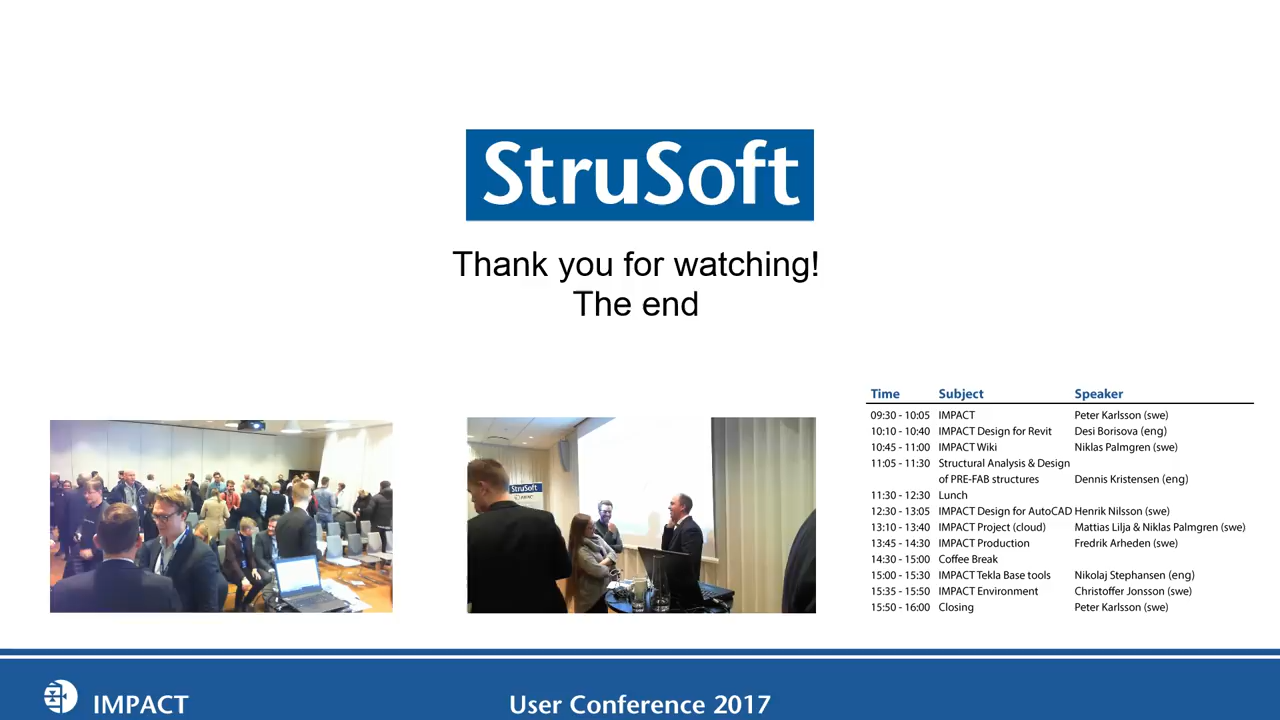 StruSoft
Thank you for watching!
The end
StruSoft
Time Subject Speaker
09:30 - 10:05 IMPACT Peter Karlsson (swe)
10:10 - 10:40 IMPACT Design for Revit Desi Borisova (eng)
10:45 - 11:00 IMPACT Wiki Niklas Palmgren (swe)
11:05 - 11:30 Structural Analysis & Design
of PRE-FAB structures Dennis Kristensen (eng)
11:30 - 12:30 Lunch
12:30 - 13:05 IMPACT Design for AutoCAD Henrik Nilsson (swe)
13:10 - 13:40 IMPACT Project (cloud) Mattias Lilja & Niklas Palmgren (swe)
13:45 - 14:30 IMPACT Production Fredrik Arheden (swe)
14:30 - 15:00 Coffee Break
15:00 - 15:30 IMPACT Tekla Base tools Nikolaj Stephansen (eng)
15:35 - 15:50 IMPACT Environment Christoffer Jonsson (swe)
15:50 - 16:00 Closing Peter Karlsson (swe)
IMPACT User Conference 2017